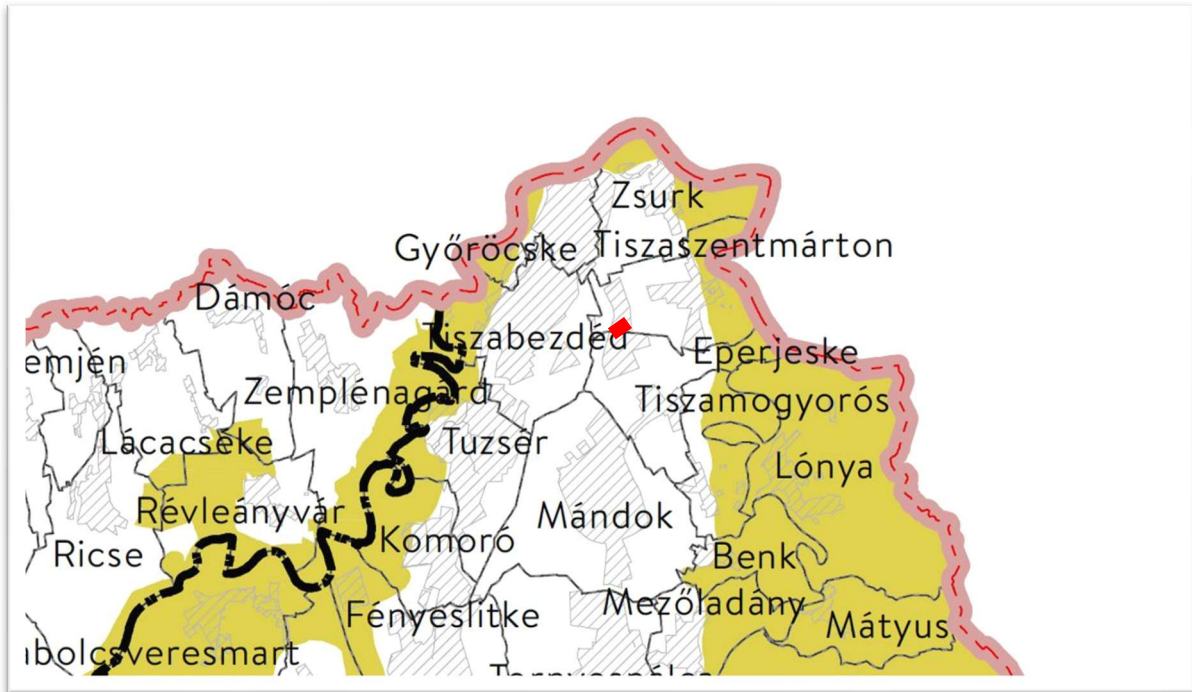 Zsurk
Győröcske
Tiszaszentmárton
Dámóc
Tiszabezdéd
Eperjeske
emjén
Zemplénagárd
Tiszamogyorós
Lácacséke
Tuzsér
Lónya
Révleányvár
Mándok
Komoró
Ricse
Benk
Fényeslitke
Mezőladány
Mátyus
abolcsveresmart